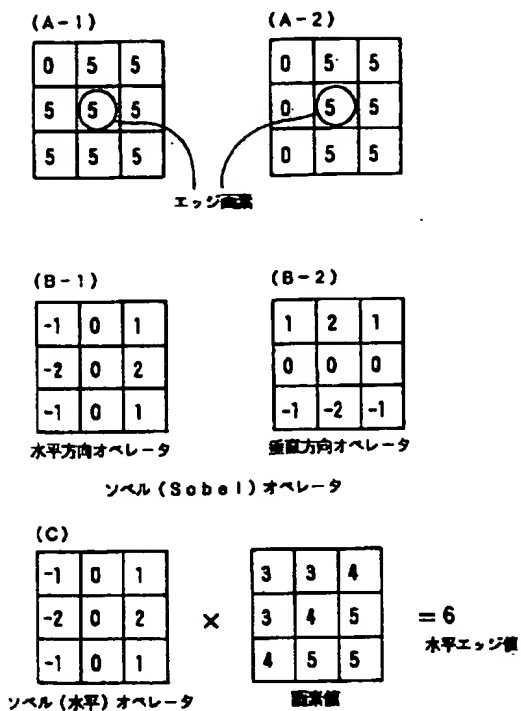 (A-1) (A-2)
0 5 5 0 5 5
5 5 5 0 5 5
5 5 5 0 5 5
エッジ画素
(B-1) (B-2)
-1 0 1 1 2 1
-2 0 2 0 0 0
-1 0 1 -1 -2 -1
水平方向オペレータ 垂直方向オペレータ
ソベル(Sobel)オペレータ
(C)
-1 0 1 3 3 4
-2 0 2 × 3 4 5 =6
-1 0 1 4 5 5 水平エッジ値
ソベル(水平)オペレータ 画素値